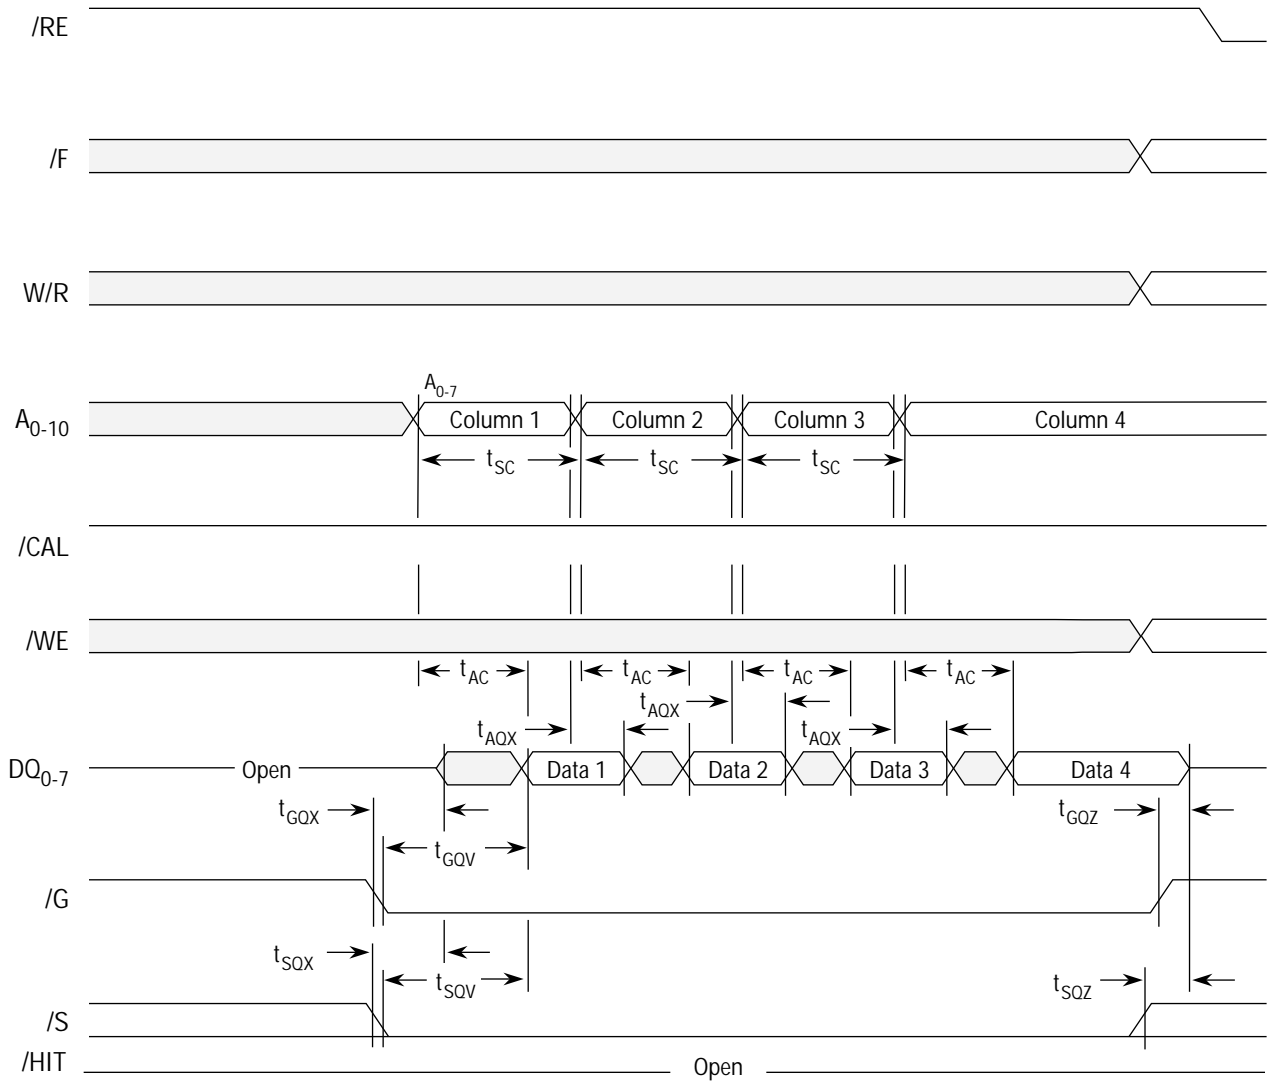 /RE
/F
W/R
A0-7
A0-10 Column 1 Column 2 Column 3 Column 4
tSC tSC tSC
/CAL
/WE
tAC tAC tAC tAC
tAQX
tAQX tAQX
DQ0-7 Open Data 1 Data 2 Data 3 Data 4
tGQX tGQZ
tGQV
/G
tSQX
tSQV tSQZ
/S
/HIT Open